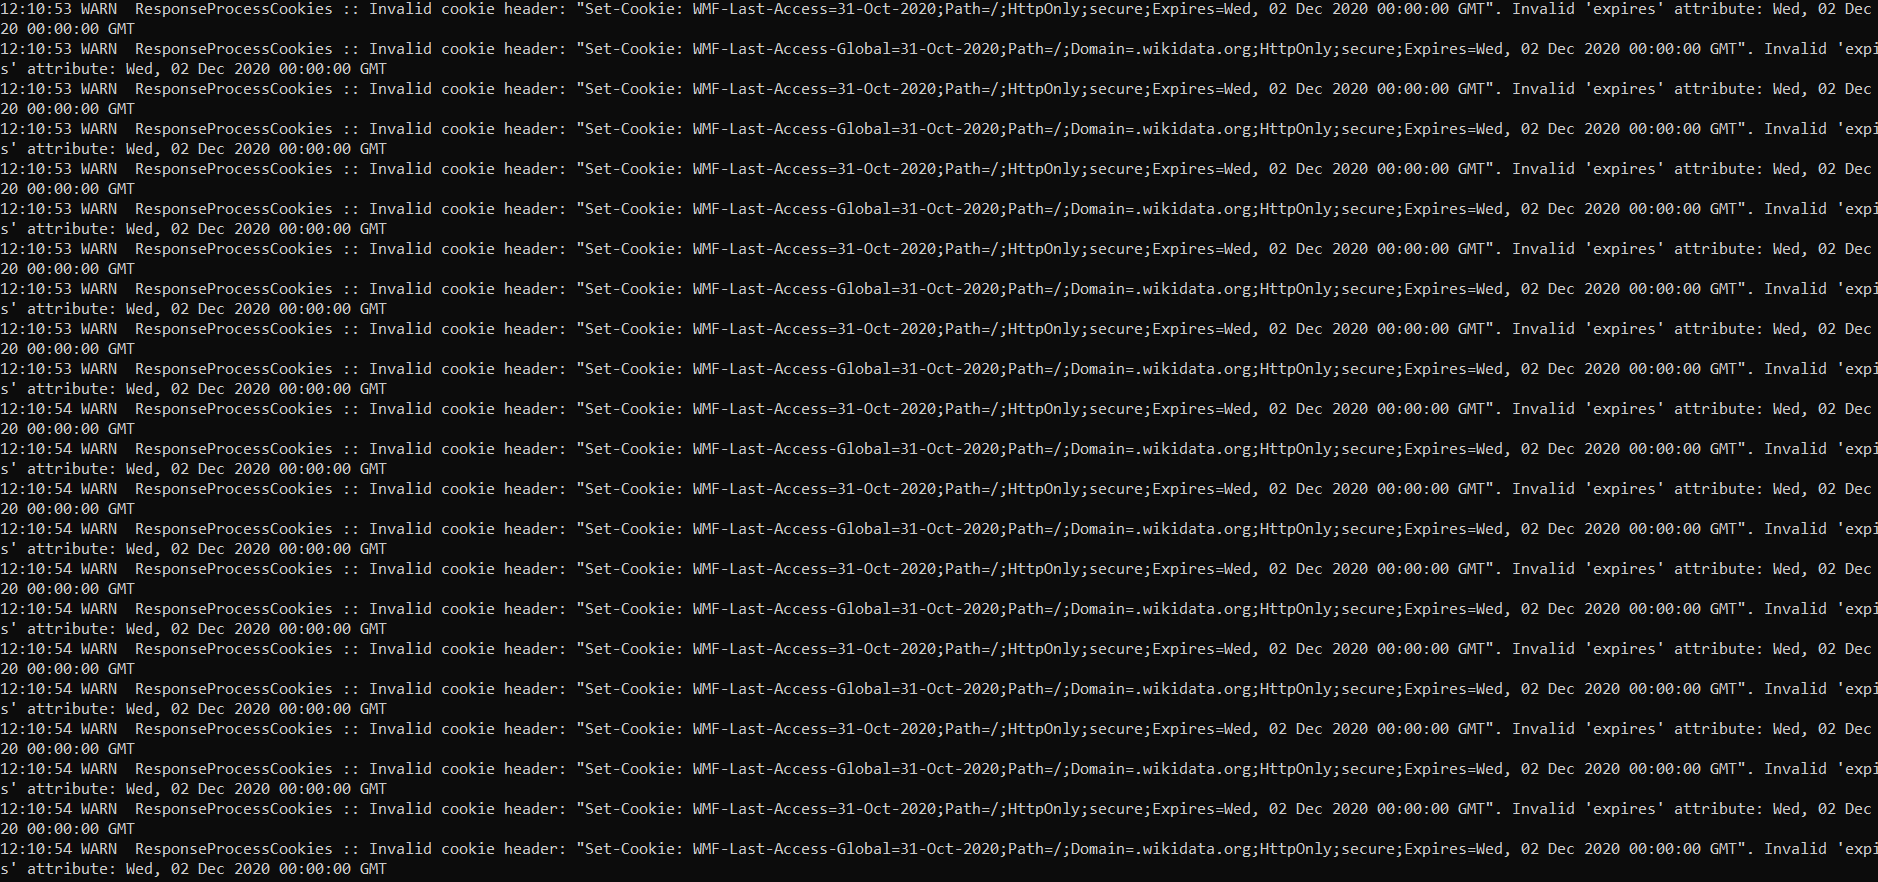 12:10:53 WARN  ResponseProcessCookies :: Invalid cookie header: "Set-Cookie: WMF-Last-Access=31-Oct-2020;Path=/;HttpOnly;secure;Expires=Wed, 02 Dec 2020 00:00:00 GMT". Invalid 'expires' attribute: Wed, 02 Dec
20 00:00:00 GMT
12:10:53 WARN  ResponseProcessCookies :: Invalid cookie header: "Set-Cookie: WMF-Last-Access-Global=31-Oct-2020;Path=/;Domain=.wikidata.org;HttpOnly;secure;Expires=Wed, 02 Dec 2020 00:00:00 GMT". Invalid 'expi
s' attribute: Wed, 02 Dec 2020 00:00:00 GMT
12:10:53 WARN  ResponseProcessCookies :: Invalid cookie header: "Set-Cookie: WMF-Last-Access=31-Oct-2020;Path=/;HttpOnly;secure;Expires=Wed, 02 Dec 2020 00:00:00 GMT". Invalid 'expires' attribute: Wed, 02 Dec
20 00:00:00 GMT
12:10:53 WARN  ResponseProcessCookies :: Invalid cookie header: "Set-Cookie: WMF-Last-Access-Global=31-Oct-2020;Path=/;Domain=.wikidata.org;HttpOnly;secure;Expires=Wed, 02 Dec 2020 00:00:00 GMT". Invalid 'expi
s' attribute: Wed, 02 Dec 2020 00:00:00 GMT
12:10:53 WARN  ResponseProcessCookies :: Invalid cookie header: "Set-Cookie: WMF-Last-Access=31-Oct-2020;Path=/;HttpOnly;secure;Expires=Wed, 02 Dec 2020 00:00:00 GMT". Invalid 'expires' attribute: Wed, 02 Dec
20 00:00:00 GMT
12:10:53 WARN  ResponseProcessCookies :: Invalid cookie header: "Set-Cookie: WMF-Last-Access-Global=31-Oct-2020;Path=/;Domain=.wikidata.org;HttpOnly;secure;Expires=Wed, 02 Dec 2020 00:00:00 GMT". Invalid 'expi
s' attribute: Wed, 02 Dec 2020 00:00:00 GMT
12:10:53 WARN  ResponseProcessCookies :: Invalid cookie header: "Set-Cookie: WMF-Last-Access=31-Oct-2020;Path=/;HttpOnly;secure;Expires=Wed, 02 Dec 2020 00:00:00 GMT". Invalid 'expires' attribute: Wed, 02 Dec
20 00:00:00 GMT
12:10:53 WARN  ResponseProcessCookies :: Invalid cookie header: "Set-Cookie: WMF-Last-Access-Global=31-Oct-2020;Path=/;Domain=.wikidata.org;HttpOnly;secure;Expires=Wed, 02 Dec 2020 00:00:00 GMT". Invalid 'expi
s' attribute: Wed, 02 Dec 2020 00:00:00 GMT
12:10:53 WARN  ResponseProcessCookies :: Invalid cookie header: "Set-Cookie: WMF-Last-Access=31-Oct-2020;Path=/;HttpOnly;secure;Expires=Wed, 02 Dec 2020 00:00:00 GMT". Invalid 'expires' attribute: Wed, 02 Dec
20 00:00:00 GMT
12:10:53 WARN  ResponseProcessCookies :: Invalid cookie header: "Set-Cookie: WMF-Last-Access-Global=31-Oct-2020;Path=/;Domain=.wikidata.org;HttpOnly;secure;Expires=Wed, 02 Dec 2020 00:00:00 GMT". Invalid 'expi
s' attribute: Wed, 02 Dec 2020 00:00:00 GMT
12:10:54 WARN  ResponseProcessCookies :: Invalid cookie header: "Set-Cookie: WMF-Last-Access=31-Oct-2020;Path=/;HttpOnly;secure;Expires=Wed, 02 Dec 2020 00:00:00 GMT". Invalid 'expires' attribute: Wed, 02 Dec
20 00:00:00 GMT
12:10:54 WARN  ResponseProcessCookies :: Invalid cookie header: "Set-Cookie: WMF-Last-Access-Global=31-Oct-2020;Path=/;Domain=.wikidata.org;HttpOnly;secure;Expires=Wed, 02 Dec 2020 00:00:00 GMT". Invalid 'expi
s' attribute: Wed, 02 Dec 2020 00:00:00 GMT
12:10:54 WARN  ResponseProcessCookies :: Invalid cookie header: "Set-Cookie: WMF-Last-Access=31-Oct-2020;Path=/;HttpOnly;secure;Expires=Wed, 02 Dec 2020 00:00:00 GMT". Invalid 'expires' attribute: Wed, 02 Dec
20 00:00:00 GMT
12:10:54 WARN  ResponseProcessCookies :: Invalid cookie header: "Set-Cookie: WMF-Last-Access-Global=31-Oct-2020;Path=/;Domain=.wikidata.org;HttpOnly;secure;Expires=Wed, 02 Dec 2020 00:00:00 GMT". Invalid 'expi
s' attribute: Wed, 02 Dec 2020 00:00:00 GMT
12:10:54 WARN  ResponseProcessCookies :: Invalid cookie header: "Set-Cookie: WMF-Last-Access=31-Oct-2020;Path=/;HttpOnly;secure;Expires=Wed, 02 Dec 2020 00:00:00 GMT". Invalid 'expires' attribute: Wed, 02 Dec
20 00:00:00 GMT
12:10:54 WARN  ResponseProcessCookies :: Invalid cookie header: "Set-Cookie: WMF-Last-Access-Global=31-Oct-2020;Path=/;Domain=.wikidata.org;HttpOnly;secure;Expires=Wed, 02 Dec 2020 00:00:00 GMT". Invalid 'expi
s' attribute: Wed, 02 Dec 2020 00:00:00 GMT
12:10:54 WARN  ResponseProcessCookies :: Invalid cookie header: "Set-Cookie: WMF-Last-Access=31-Oct-2020;Path=/;HttpOnly;secure;Expires=Wed, 02 Dec 2020 00:00:00 GMT". Invalid 'expires' attribute: Wed, 02 Dec
20 00:00:00 GMT
12:10:54 WARN  ResponseProcessCookies :: Invalid cookie header: "Set-Cookie: WMF-Last-Access-Global=31-Oct-2020;Path=/;Domain=.wikidata.org;HttpOnly;secure;Expires=Wed, 02 Dec 2020 00:00:00 GMT". Invalid 'expi
s' attribute: Wed, 02 Dec 2020 00:00:00 GMT
12:10:54 WARN  ResponseProcessCookies :: Invalid cookie header: "Set-Cookie: WMF-Last-Access=31-Oct-2020;Path=/;HttpOnly;secure;Expires=Wed, 02 Dec 2020 00:00:00 GMT". Invalid 'expires' attribute: Wed, 02 Dec
20 00:00:00 GMT
12:10:54 WARN  ResponseProcessCookies :: Invalid cookie header: "Set-Cookie: WMF-Last-Access-Global=31-Oct-2020;Path=/;Domain=.wikidata.org;HttpOnly;secure;Expires=Wed, 02 Dec 2020 00:00:00 GMT". Invalid 'expi
s' attribute: Wed, 02 Dec 2020 00:00:00 GMT
12:10:54 WARN  ResponseProcessCookies :: Invalid cookie header: "Set-Cookie: WMF-Last-Access=31-Oct-2020;Path=/;HttpOnly;secure;Expires=Wed, 02 Dec 2020 00:00:00 GMT". Invalid 'expires' attribute: Wed, 02 Dec
20 00:00:00 GMT
12:10:54 WARN  ResponseProcessCookies :: Invalid cookie header: "Set-Cookie: WMF-Last-Access-Global=31-Oct-2020;Path=/;Domain=.wikidata.org;HttpOnly;secure;Expires=Wed, 02 Dec 2020 00:00:00 GMT". Invalid 'expi
s' attribute: Wed, 02 Dec 2020 00:00:00 GMT